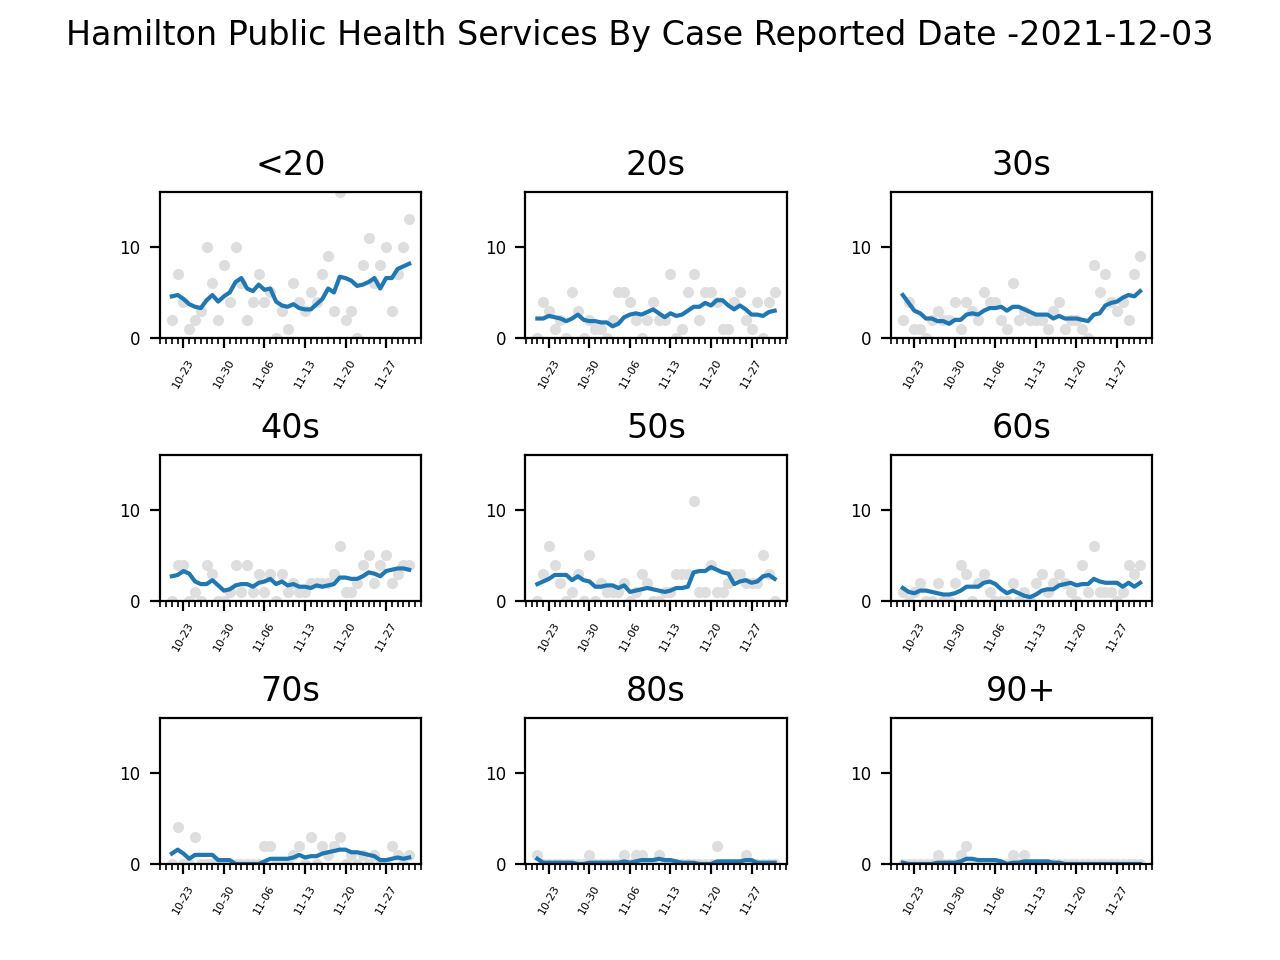 Hamilton Public Health Services By Case Reported Date -2021-12-03
<20 20s 30s
10 10 10
0 0 0
10-23 10-30 11-06 11-13 11-20 11-27 10-23 10-30 11-06 11-13 11-20 11-27 10-23 10-30 11-06 11-13 11-20 11-27
40s 50s 60s
10 10 10
0 0 0
10-23 10-30 11-06 11-13 11-20 11-27 10-23 10-30 11-06 11-13 11-20 11-27 10-23 10-30 11-06 11-13 11-20 11-27
70s 80s 90+
10 10 10
0 0 0
10-23 10-30 11-06 11-13 11-20 11-27 10-23 10-30 11-06 11-13 11-20 11-27 10-23 10-30 11-06 11-13 11-20 11-27